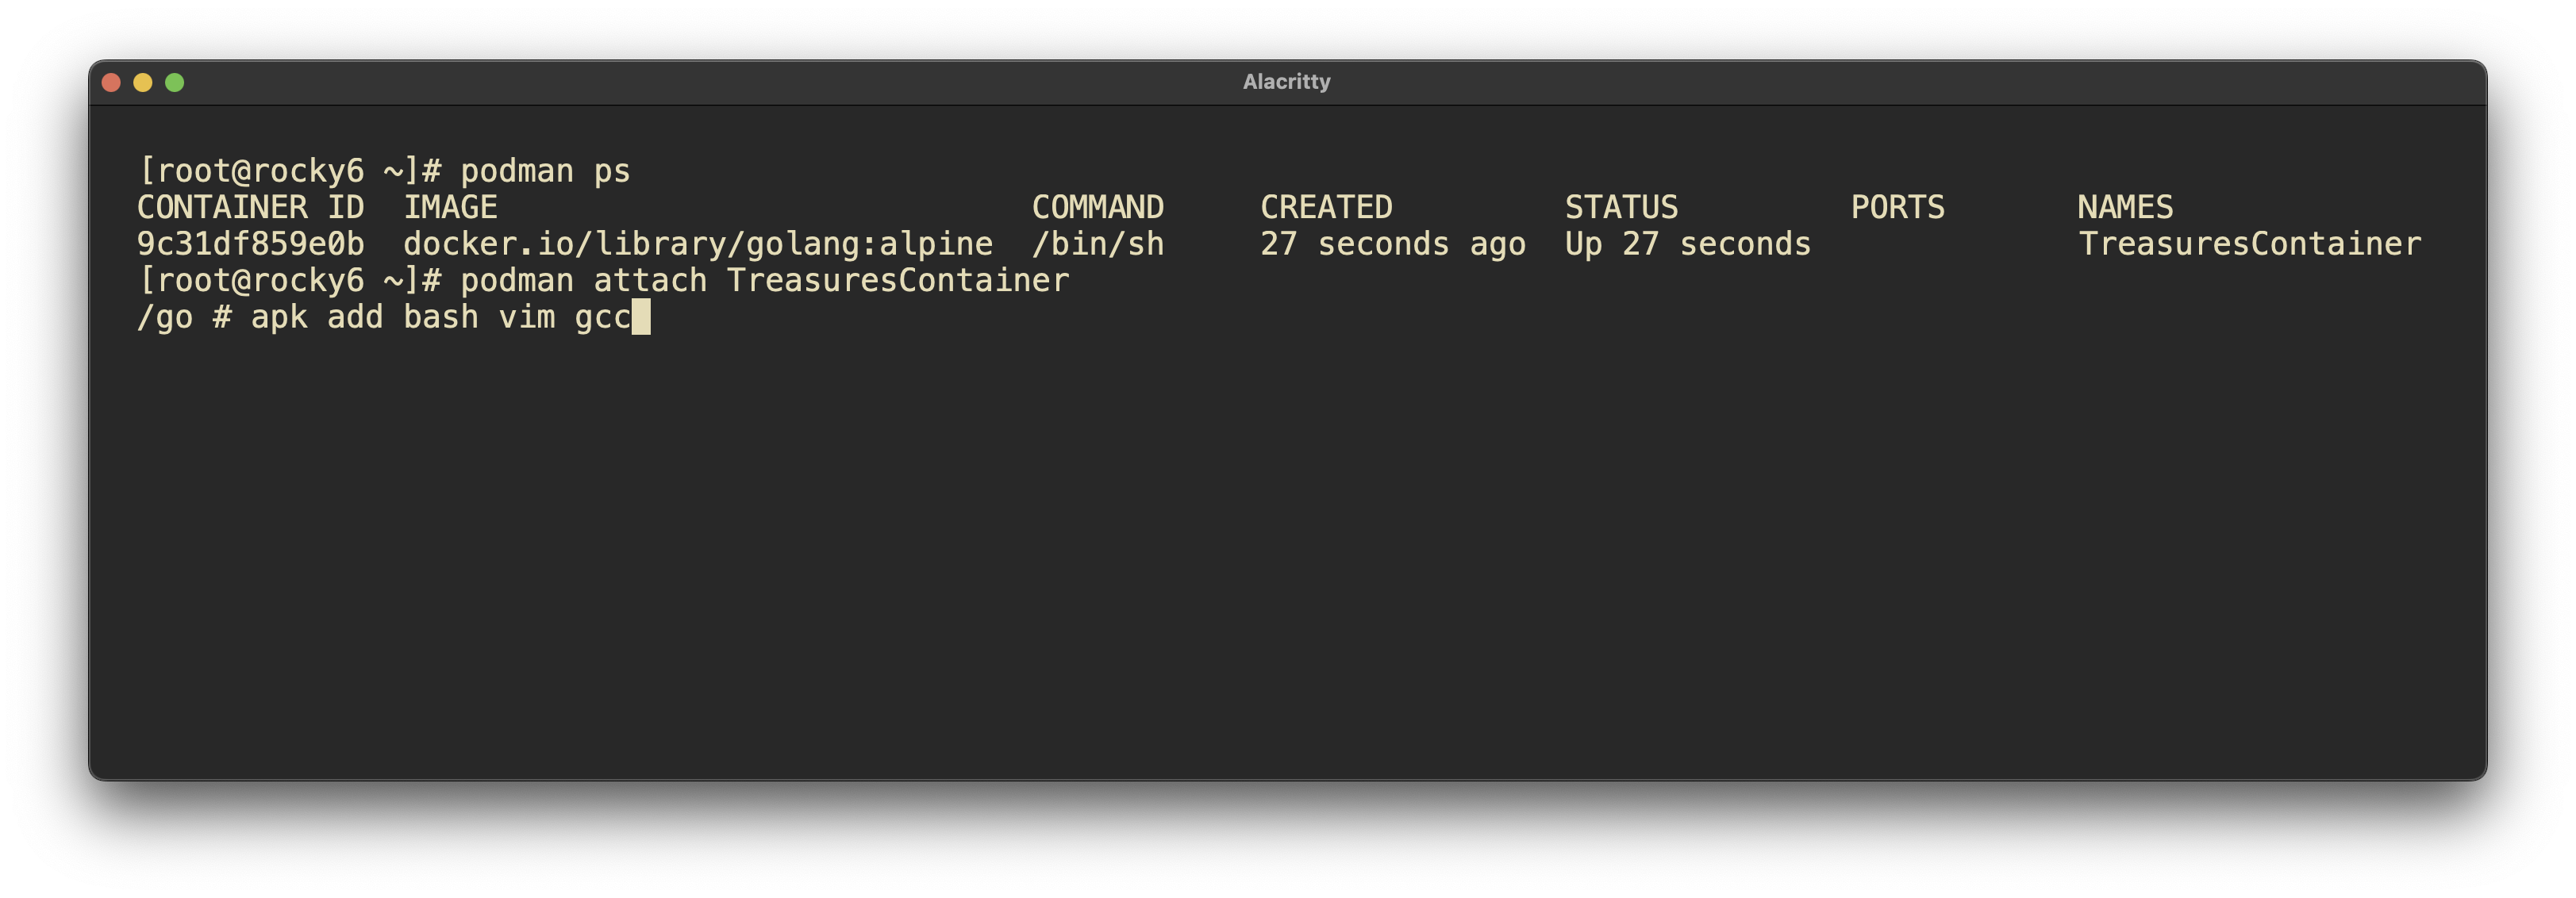 Alacritty
[root@rocky6 ~]# podman ps
CONTAINER ID  IMAGE                            COMMAND     CREATED         STATUS         PORTS       NAMES
9c31df859e0b  docker.io/library/golang:alpine  /bin/sh     27 seconds ago  Up 27 seconds              TreasuresContainer
[root@rocky6 ~]# podman attach TreasuresContainer
/go # apk add bash vim gcc